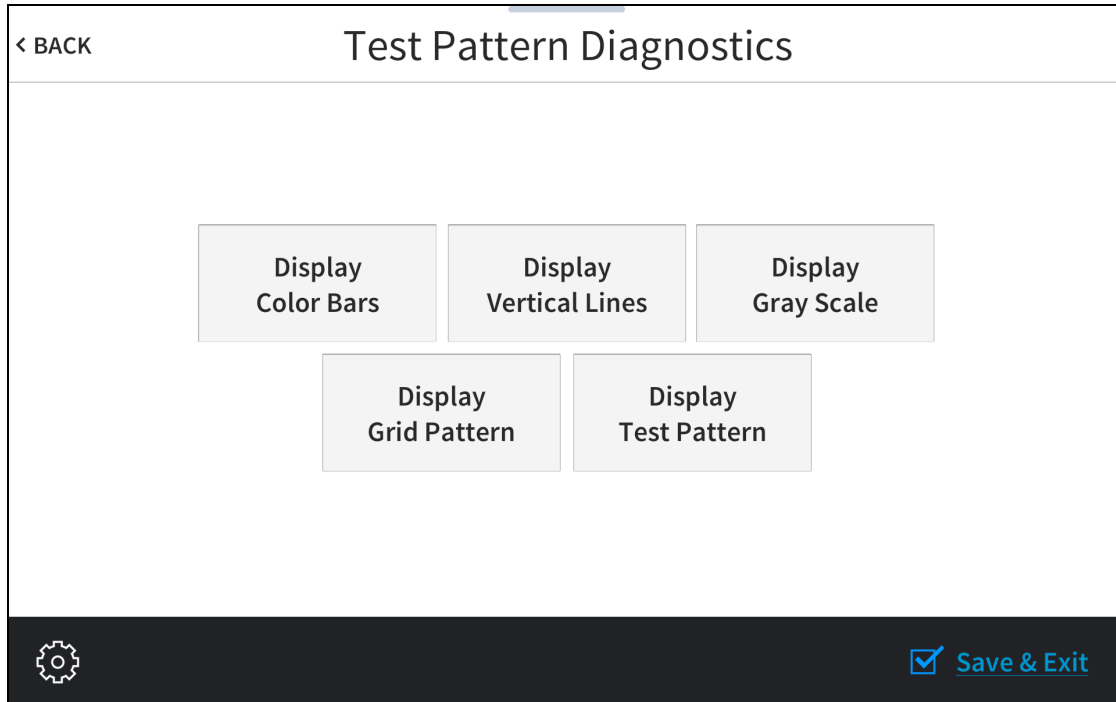 < BACK
Test Pattern Diagnostics
Display
Color Bars
Display
Vertical Lines
Display
Gray Scale
Display
Grid Pattern
Display
Test Pattern
Save & Exit